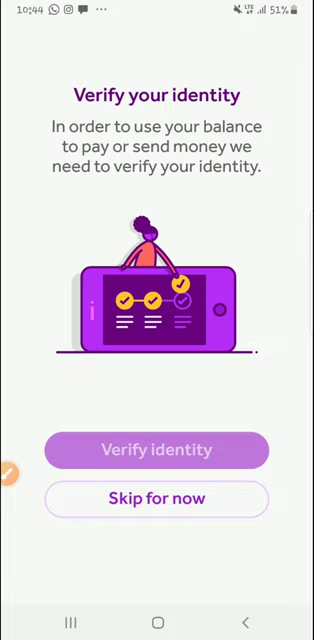 10:44 ... LTE 51%
Verify your identity
In order to use your balance
to pay or send money we
need to verify your identity.
Verify identity
Skip for now